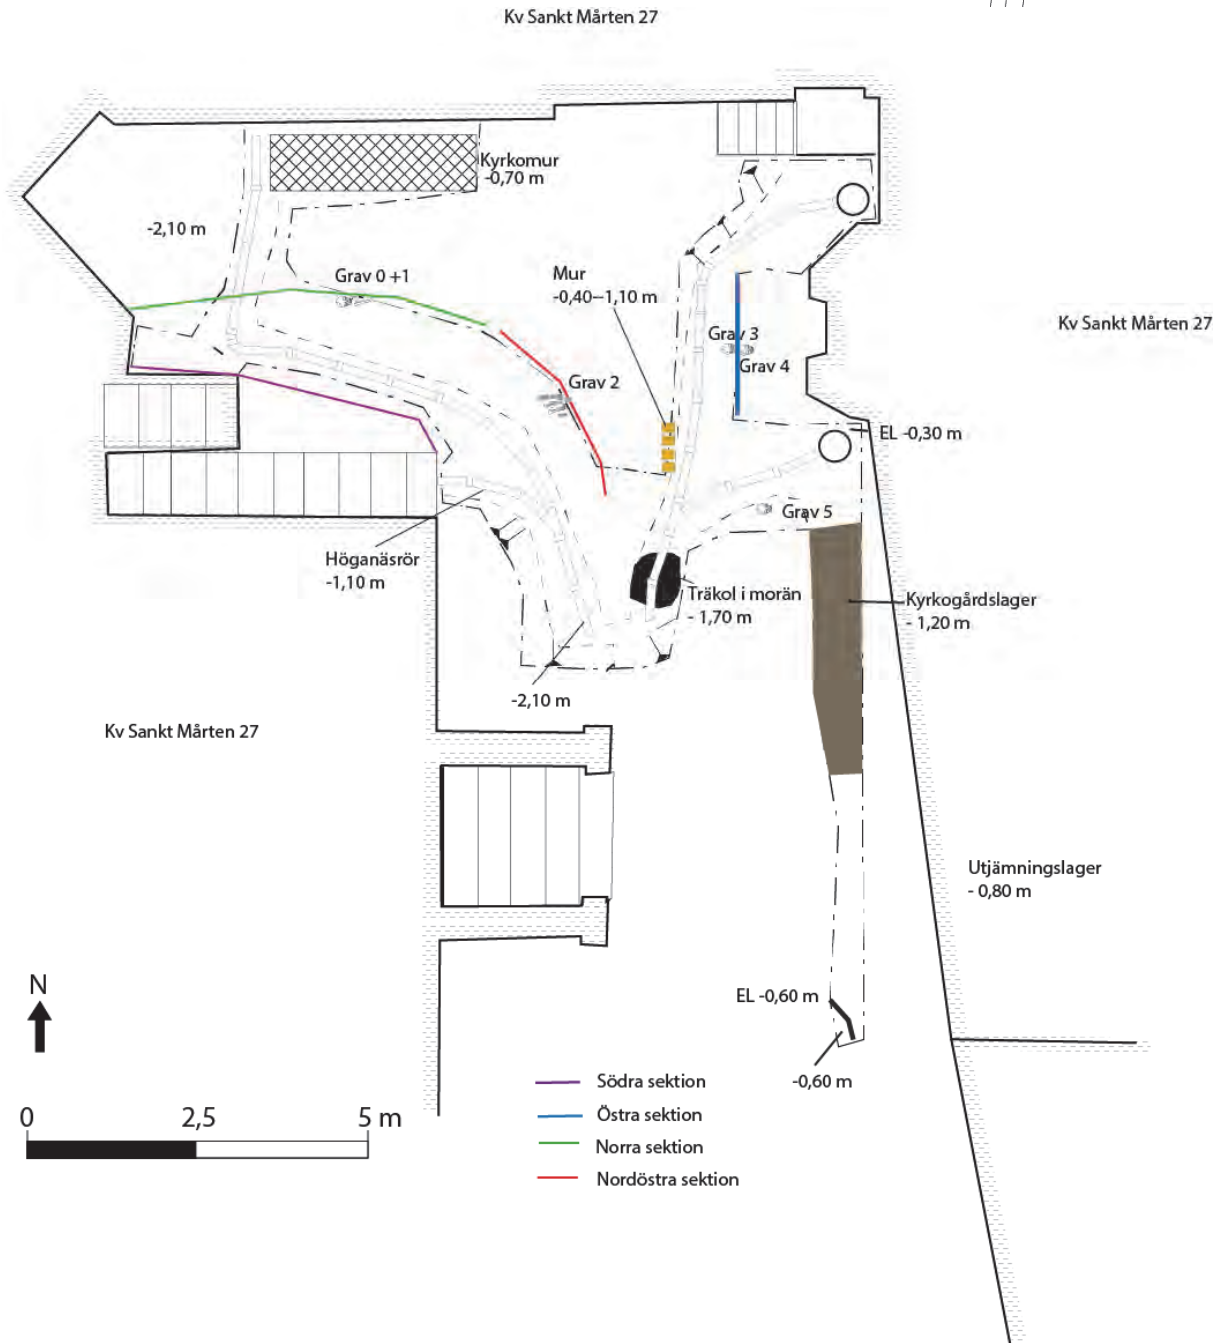 Kv Sankt Mårten 27
Kyrkomur
-0,70 m
-2,10 m
Grav 0 +1
Mur
-0,40–1,10 m
Kv Sankt Mårten 27
Grav 3
Grav 4
Grav 2
EL -0,30 m
Grav 5
Höganäsrör
-1,10 m
Träkol i morän
- 1,70 m
Kyrkogårdslager
- 1,20 m
-2,10 m
Kv Sankt Mårten 27
Utjämningslager
- 0,80 m
N
EL -0,60 m
-0,60 m
0 2,5 5 m
Södra sektion
Östra sektion
Norra sektion
Nordöstra sektion